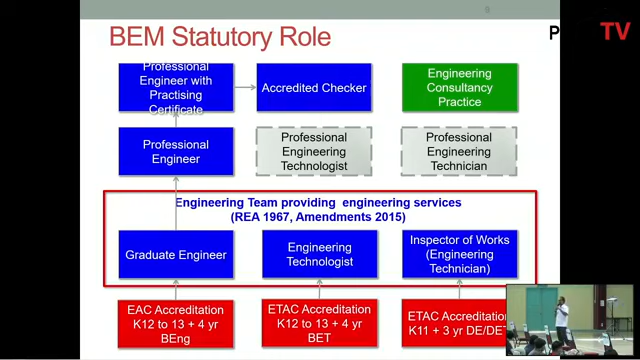 BEM Statutory Role
P
TV
Professional
Engineer with
Practising
Certificate
Accredited Checker
Engineering
Consultancy
Practice
Professional
Engineer
Professional
Engineering
Technologist
Professional
Engineering
Technician
Engineering Team providing engineering services
(REA 1967, Amendments 2015)
Graduate Engineer
Engineering
Technologist
Inspector of Works
(Engineering
Technician)
EAC Accreditation
K12 to 13 + 4 yr
BEng
ETAC Accreditation
K12 to 13 + 4 yr
BET
ETAC Accreditation
K11 + 3 yr DE/DET